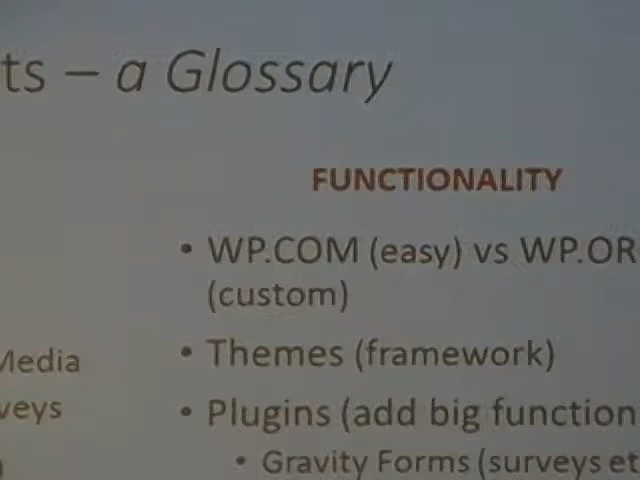 ts – a Glossary
FUNCTIONALITY
• WP.COM (easy) vs WP.OR
(custom)
• Themes (framework)
• Plugins (add big function
• Gravity Forms (surveys et
Media
veys
)